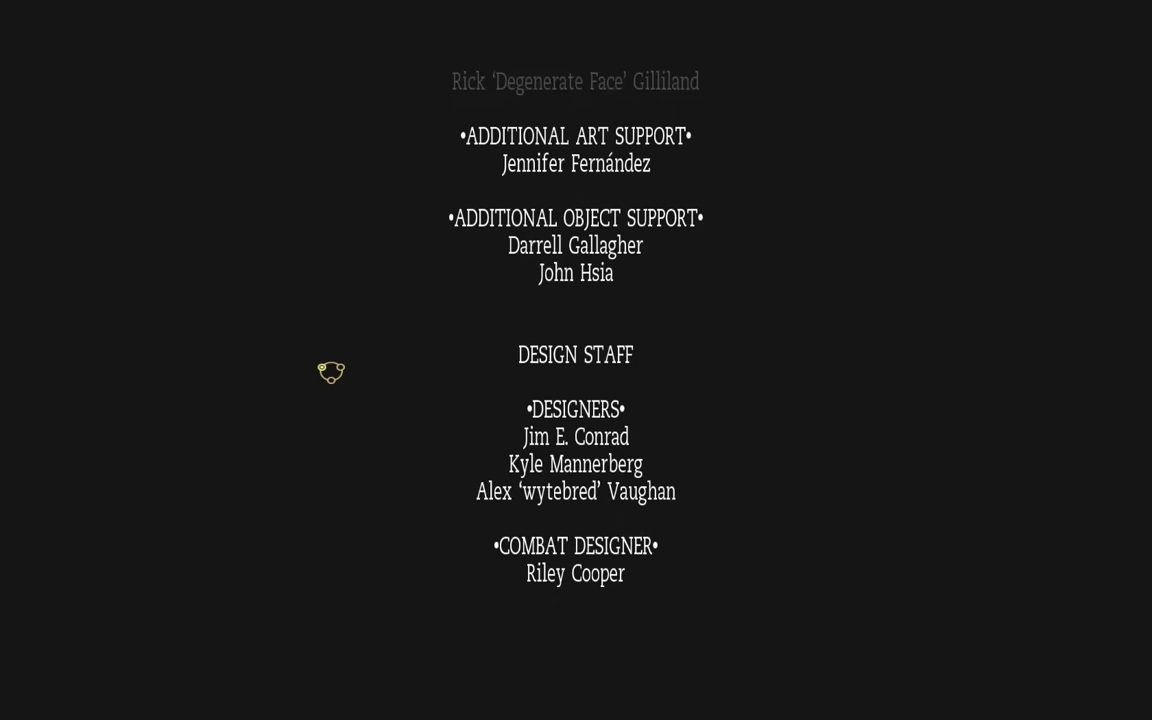 Rick ‘Degenerate Face’ Gilliland
•ADDITIONAL ART SUPPORT•
Jennifer Fernández
•ADDITIONAL OBJECT SUPPORT•
Darrell Gallagher
John Hsia
DESIGN STAFF
•DESIGNERS•
Jim E. Conrad
Kyle Mannerberg
Alex ‘wytebred’ Vaughan
•COMBAT DESIGNER•
Riley Cooper